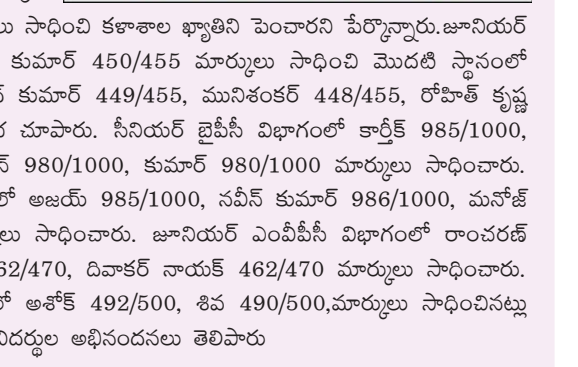 సాధించి కళాశాల ఖ్యాతిని పెంచారని పేర్కొన్నారు.జూనియర్
కుమార్ 450/455 మార్కులు సాధించి మొదటి స్థానంలో
కుమార్ 449/455, మునిశంకర్ 448/455, రోహిత్ కృష్ణ
చూపారు. సీనియర్ బైపీసీ విభాగంలో కార్తీక్ 985/1000,
980/1000, కుమార్ 980/1000 మార్కులు సాధించారు.
లో అజయ్ 985/1000, నవీన్ కుమార్ 986/1000, మనోజ్
సాధించారు. జూనియర్ ఎంవీపీసీ విభాగంలో రాంచరణ్
62/470, దివాకర్ నాయక్ 462/470 మార్కులు సాధించారు.
అశోక్ 492/500, శివ 490/500,మార్కులు సాధించినట్లు
అభినందనలు తెలిపారు